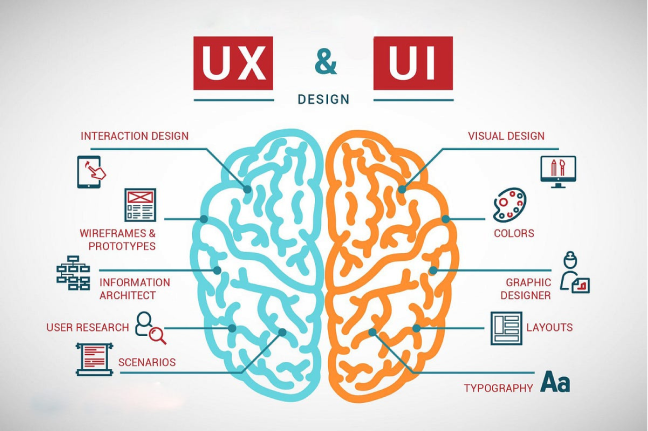 UX & UI
DESIGN
INTERACTION DESIGN
WIREFRAMES &
PROTOTYPES
INFORMATION
ARCHITECT
USER RESEARCH
SCENARIOS
VISUAL DESIGN
COLORS
GRAPHIC
DESIGNER
LAYOUTS
TYPOGRAPHY Aa